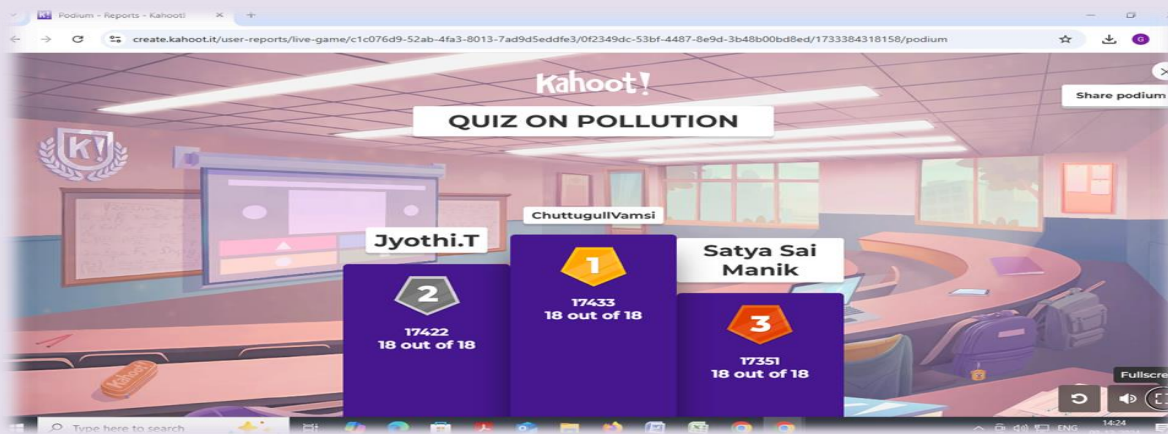 Podium - Reports - Kahoot!
create.kahoot.it/user-reports/live-game/c1c076d9-52ab-4fa3-8013-7ad9d5eddfe3/0f2349dc-53bf-4487-8e9d-3b48b00bd8ed/1733384318158/podium
G
Kahoot!
Share podium
QUIZ ON POLLUTION
K!
ChuttugullVamsi
Jyothi.T
Satya Sai
Manik
1
2
17433
18 out of 18
3
17422
18 out of 18
17351
18 out of 18
Kahoot!
Fullscre
Type here to search
ENG
14:24